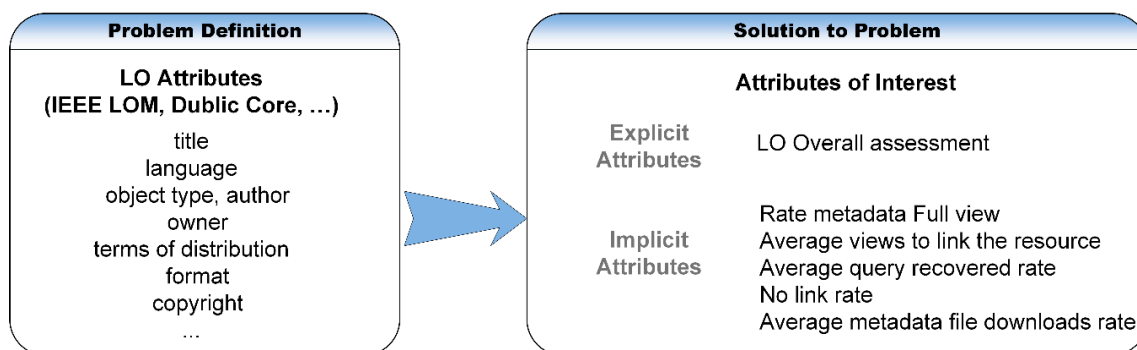 Problem Definition
LO Attributes
(IEEE LOM, Dublic Core, …)
title
language
object type, author
owner
terms of distribution
format
copyright
...
Solution to Problem
Attributes of Interest
Explicit
Attributes
LO Overall assessment
Implicit
Attributes
Rate metadata Full view
Average views to link the resource
Average query recovered rate
No link rate
Average metadata file downloads rate